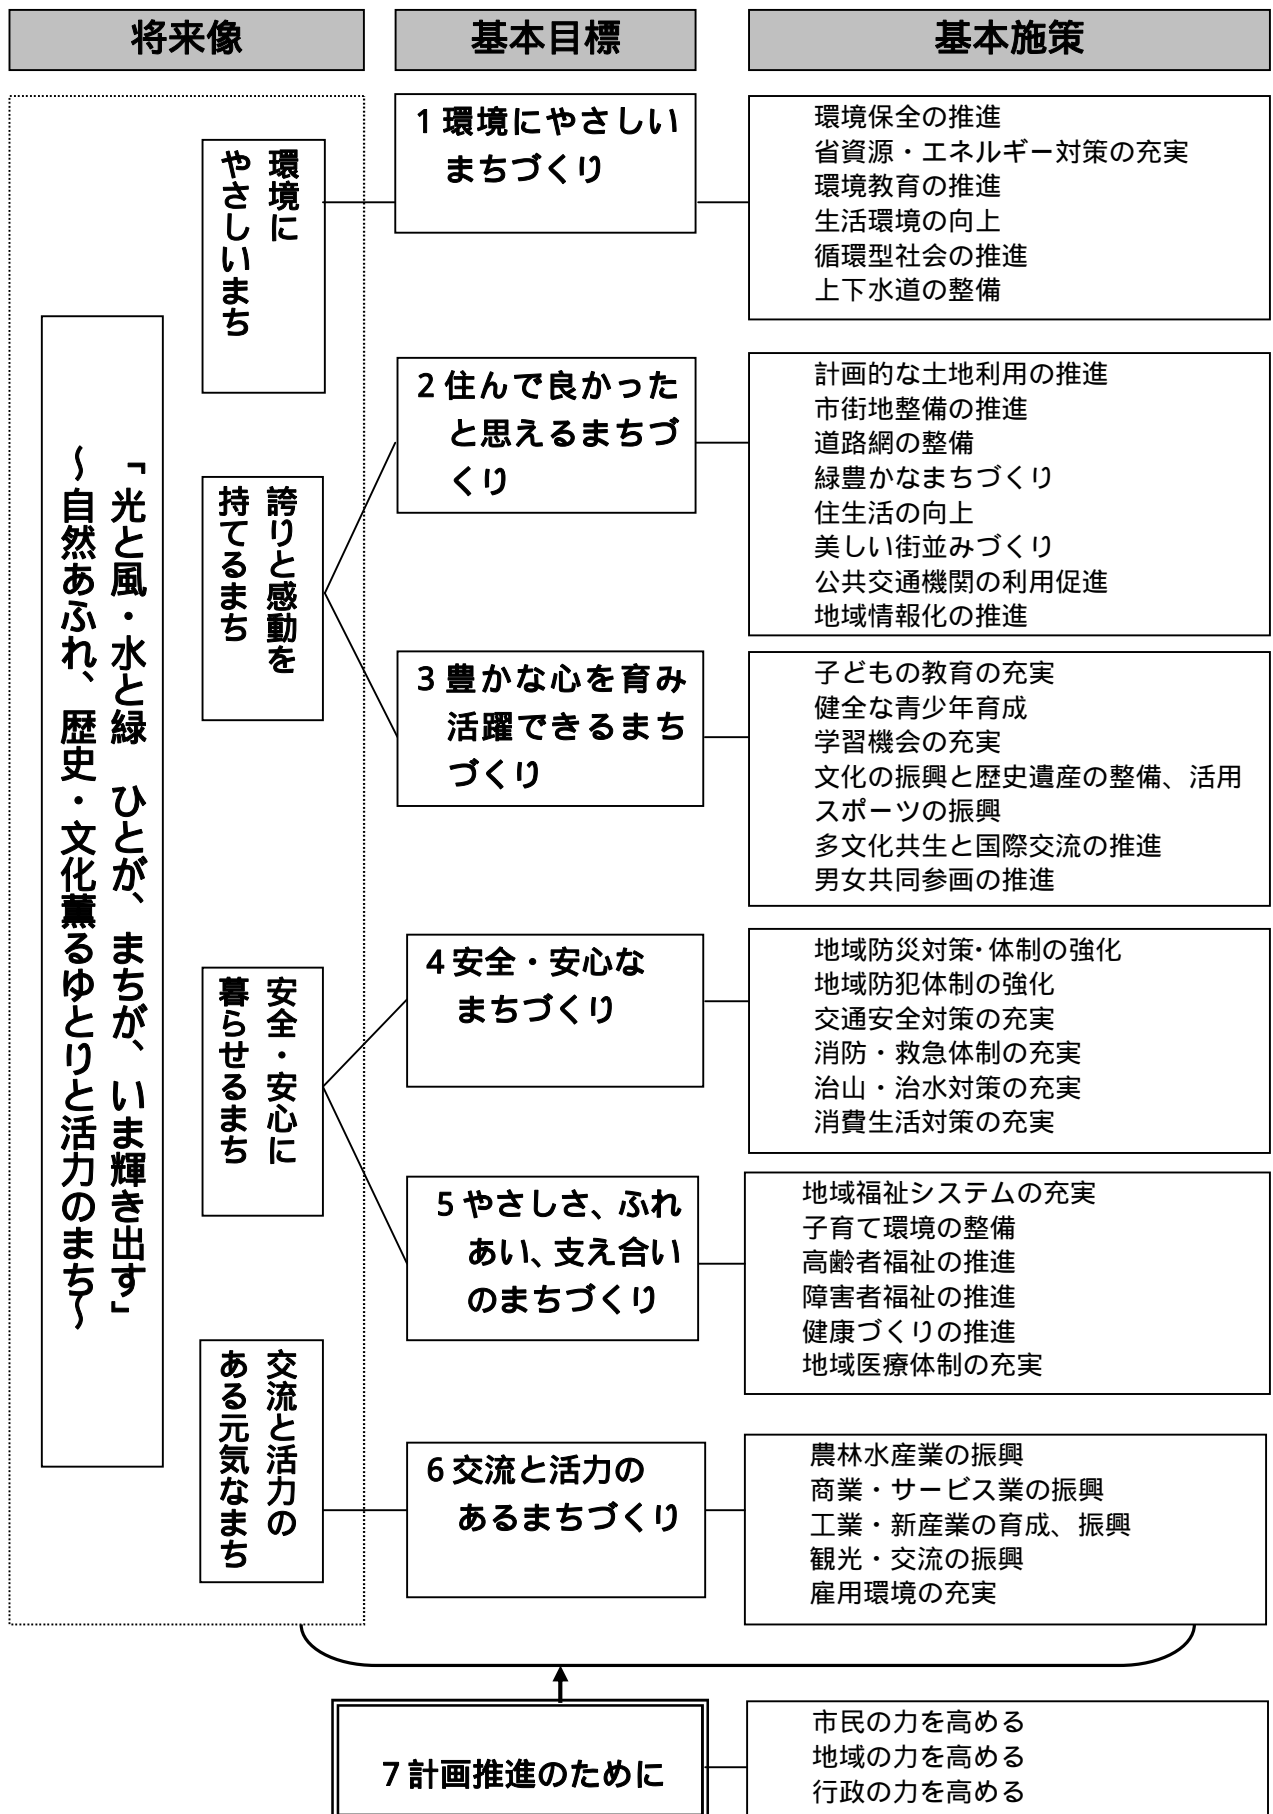 将来像
基本目標
基本施策
「光と風・水と緑　ひとが、まちが、いま輝き出す」
～自然あふれ、歴史・文化薫るゆとりと活力のまち～
環境に
やさしいまち
1 環境にやさしい
まちづくり
環境保全の推進
省資源・エネルギー対策の充実
環境教育の推進
生活環境の向上
循環型社会の推進
上下水道の整備
誇りと感動を
持てるまち
2 住んで良かった
と思えるまちづ
くり
計画的な土地利用の推進
市街地整備の推進
道路網の整備
緑豊かなまちづくり
住生活の向上
美しい街並みづくり
公共交通機関の利用促進
地域情報化の推進
3 豊かな心を育み
活躍できるまち
づくり
子どもの教育の充実
健全な青少年育成
学習機会の充実
文化の振興と歴史遺産の整備、活用
スポーツの振興
多文化共生と国際交流の推進
男女共同参画の推進
安全・安心に
暮らせるまち
4 安全・安心な
まちづくり
地域防災対策・体制の強化
地域防犯体制の強化
交通安全対策の充実
消防・救急体制の充実
治山・治水対策の充実
消費生活対策の充実
5 やさしさ、ふれ
あい、支え合い
のまちづくり
地域福祉システムの充実
子育て環境の整備
高齢者福祉の推進
障害者福祉の推進
健康づくりの推進
地域医療体制の充実
交流と活力の
ある元気なまち
6 交流と活力の
あるまちづくり
農林水産業の振興
商業・サービス業の振興
工業・新産業の育成、振興
観光・交流の振興
雇用環境の充実
7 計画推進のために
市民の力を高める
地域の力を高める
行政の力を高める